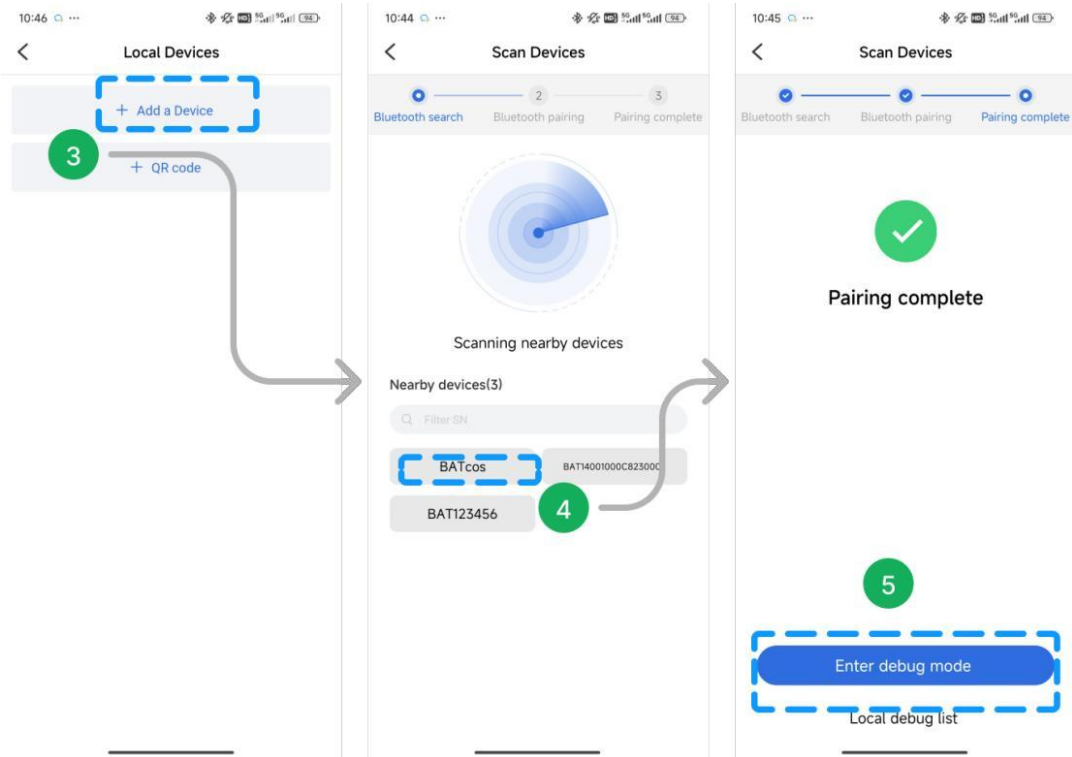 10:46
Local Devices
+ Add a Device
3
+ QR code
10:44
Scan Devices
2
3
Bluetooth search
Bluetooth pairing
Pairing complete
Scanning nearby devices
Nearby devices(3)
Filter SN
BATcos
BAT14001000C82300C
BAT123456
4
10:45
Scan Devices
Bluetooth search
Bluetooth pairing
Pairing complete
Pairing complete
5
Enter debug mode
Local debug list